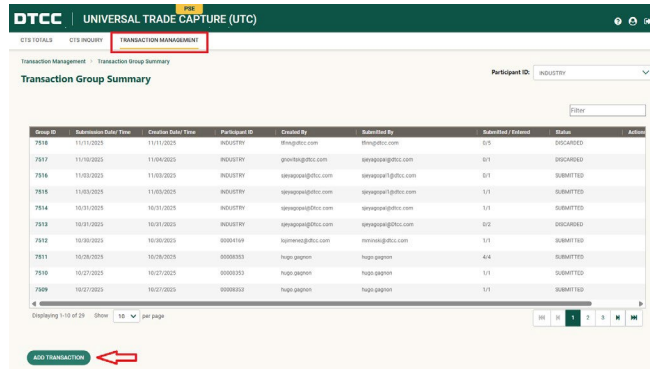 PSE
DTCC UNIVERSAL TRADE CAPTURE (UTC)
CTS TOTALS CTS INQUIRY TRANSACTION MANAGEMENT
Transaction Management > Transaction Group Summary
Transaction Group Summary
Participant ID: INDUSTRY
Filter
Group ID Submission Date/ Time Creation Date/ Time Participant ID Created By Submitted By Submitted / Entered Status Actions
7518 11/11/2025 11/11/2025 INDUSTRY tfinn@dtcc.com tfinn@dtcc.com 0/5 DISCARDED
7517 11/10/2025 11/04/2025 INDUSTRY gnovitsk@dtcc.com sjeyagopal@dtcc.com 0/1 DISCARDED
7516 11/03/2025 11/03/2025 INDUSTRY sjeyagopal@dtcc.com sjeyagopal1@dtcc.com 0/1 SUBMITTED
7515 11/03/2025 11/03/2025 INDUSTRY sjeyagopal@dtcc.com sjeyagopal1@dtcc.com 1/1 SUBMITTED
7514 10/31/2025 10/31/2025 INDUSTRY sjeyagopal@Dtcc.com sjeyagopal@Dtcc.com 1/1 SUBMITTED
7513 10/31/2025 10/31/2025 INDUSTRY sjeyagopal@Dtcc.com sjeyagopal@Dtcc.com 0/2 DISCARDED
7512 10/30/2025 10/30/2025 00004169 lojimenez@dtcc.com mminois@dtcc.com 1/1 SUBMITTED
7511 10/28/2025 10/28/2025 00008353 hugo.gagnon hugo.gagnon 4/4 SUBMITTED
7510 10/27/2025 10/27/2025 00008353 hugo.gagnon hugo.gagnon 1/1 SUBMITTED
7509 10/27/2025 10/27/2025 00008353 hugo.gagnon hugo.gagnon 1/1 SUBMITTED
Displaying 1-10 of 29 Show 10 per page 1 2 3
ADD TRANSACTION